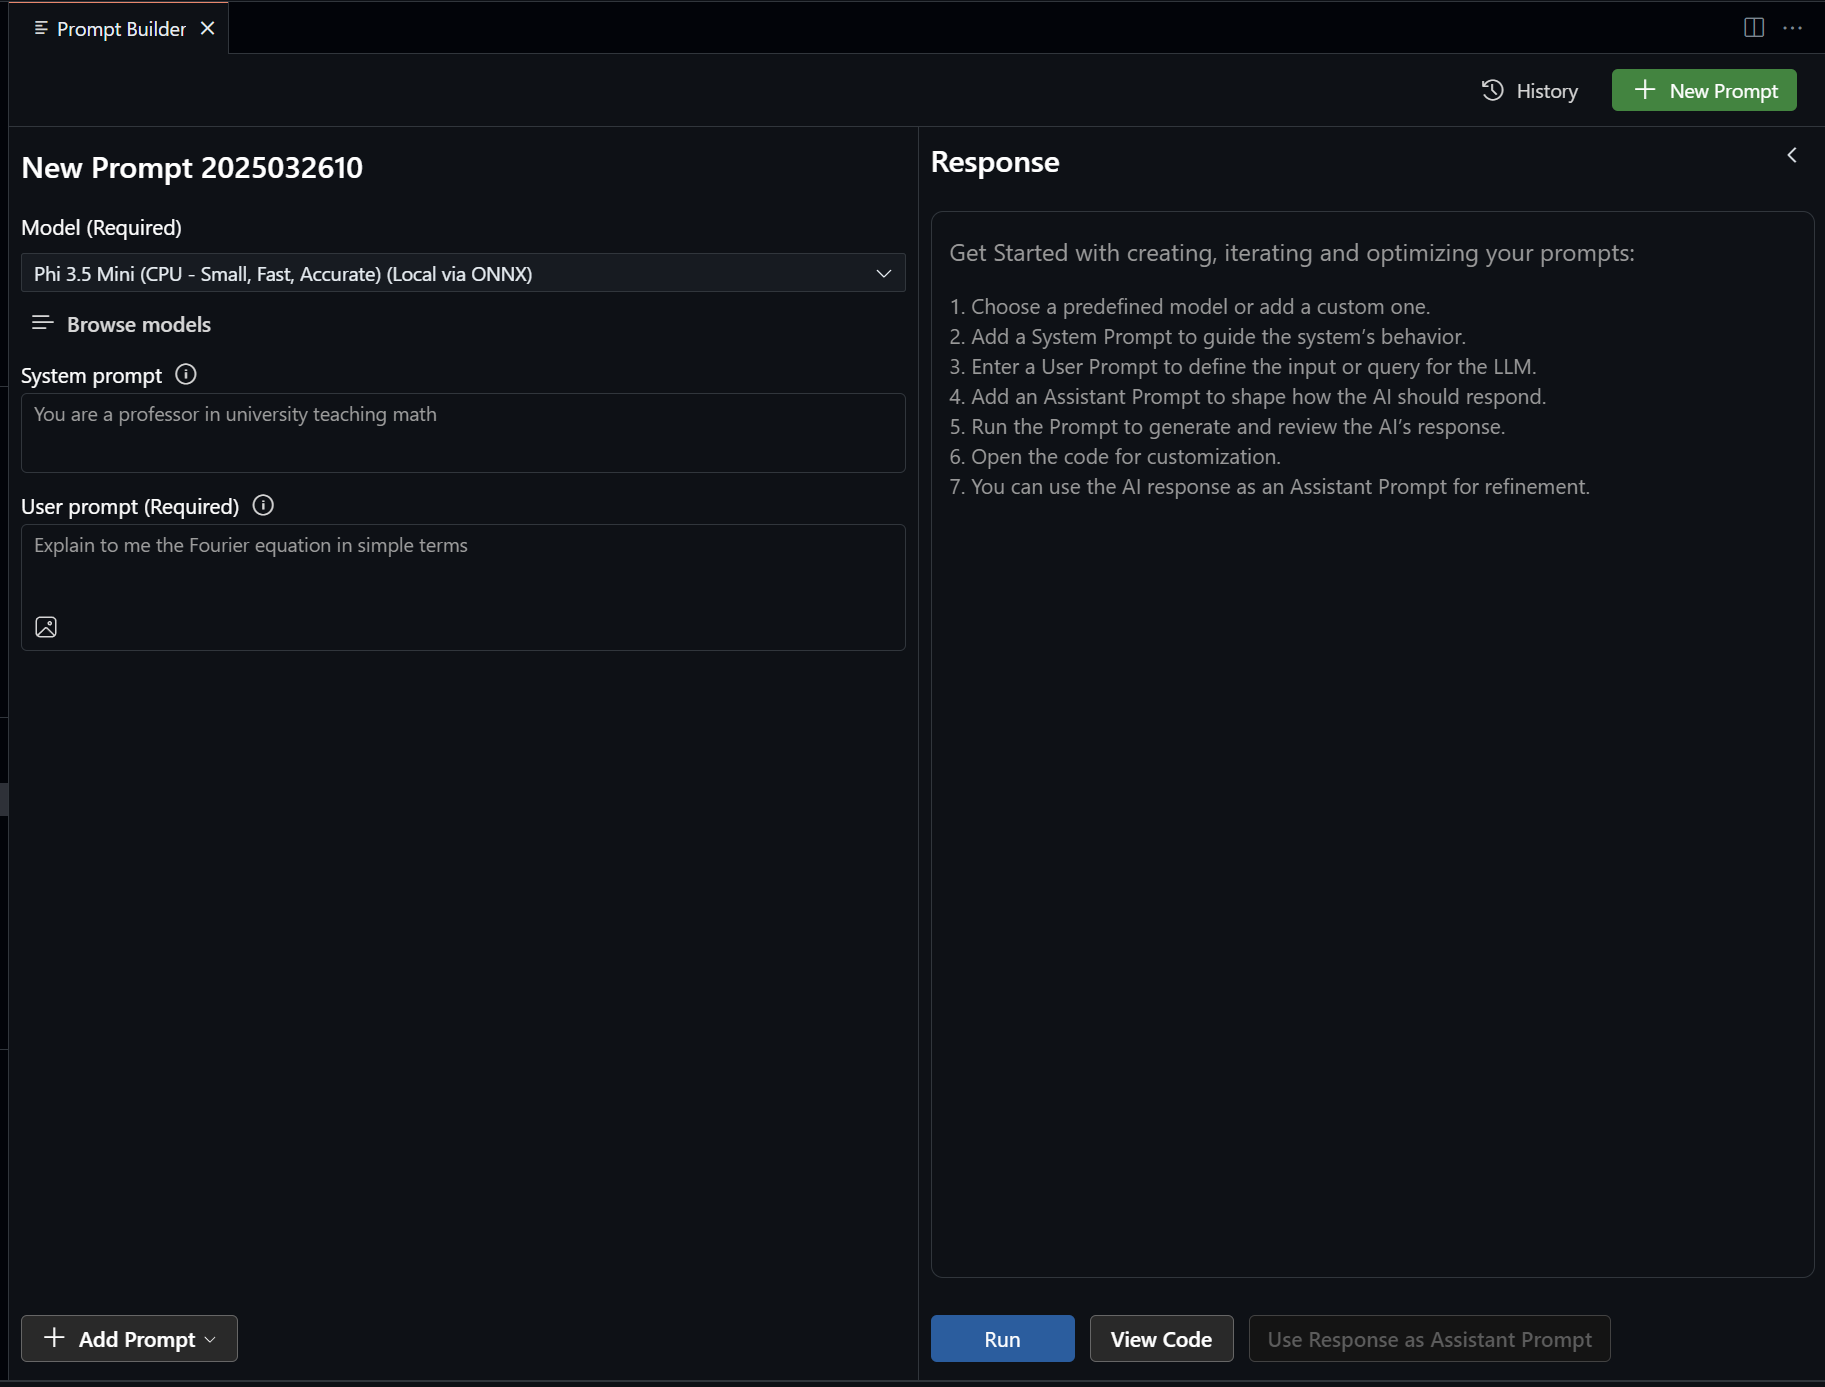 Prompt Builder
History
New Prompt
New Prompt 2025032610
Model (Required)
Phi 3.5 Mini (CPU - Small, Fast, Accurate) (Local via ONNX)
Browse models
System prompt
You are a professor in university teaching math
User prompt (Required)
Explain to me the Fourier equation in simple terms
Add Prompt
Response
Get Started with creating, iterating and optimizing your prompts:
1. Choose a predefined model or add a custom one.
2. Add a System Prompt to guide the system’s behavior.
3. Enter a User Prompt to define the input or query for the LLM.
4. Add an Assistant Prompt to shape how the AI should respond.
5. Run the Prompt to generate and review the AI’s response.
6. Open the code for customization.
7. You can use the AI response as an Assistant Prompt for refinement.
Run
View Code
Use Response as Assistant Prompt